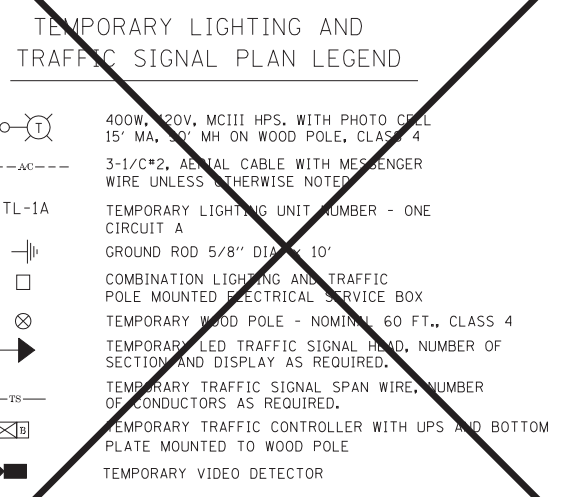 TEMPORARY LIGHTING AND
TRAFFIC SIGNAL PLAN LEGEND
T 400W, 120V, MCIII HPS. WITH PHOTO CELL
15' MA, 30' MH ON WOOD POLE, CLASS 4
A/C 3-1/C#2, AERIAL CABLE WITH MESSENGER
WIRE UNLESS OTHERWISE NOTED
TL-1A TEMPORARY LIGHTING UNIT NUMBER - ONE
CIRCUIT A
GROUND ROD 5/8'' DIA. x 10'
COMBINATION LIGHTING AND TRAFFIC
POLE MOUNTED ELECTRICAL SERVICE BOX
TEMPORARY WOOD POLE - NOMINAL 60 FT., CLASS 4
TEMPORARY LED TRAFFIC SIGNAL HEAD, NUMBER OF
SECTION AND DISPLAY AS REQUIRED.
TS TEMPORARY TRAFFIC SIGNAL SPAN WIRE, NUMBER
OF CONDUCTORS AS REQUIRED.
B TEMPORARY TRAFFIC CONTROLLER WITH UPS AND BOTTOM
PLATE MOUNTED TO WOOD POLE
TEMPORARY VIDEO DETECTOR